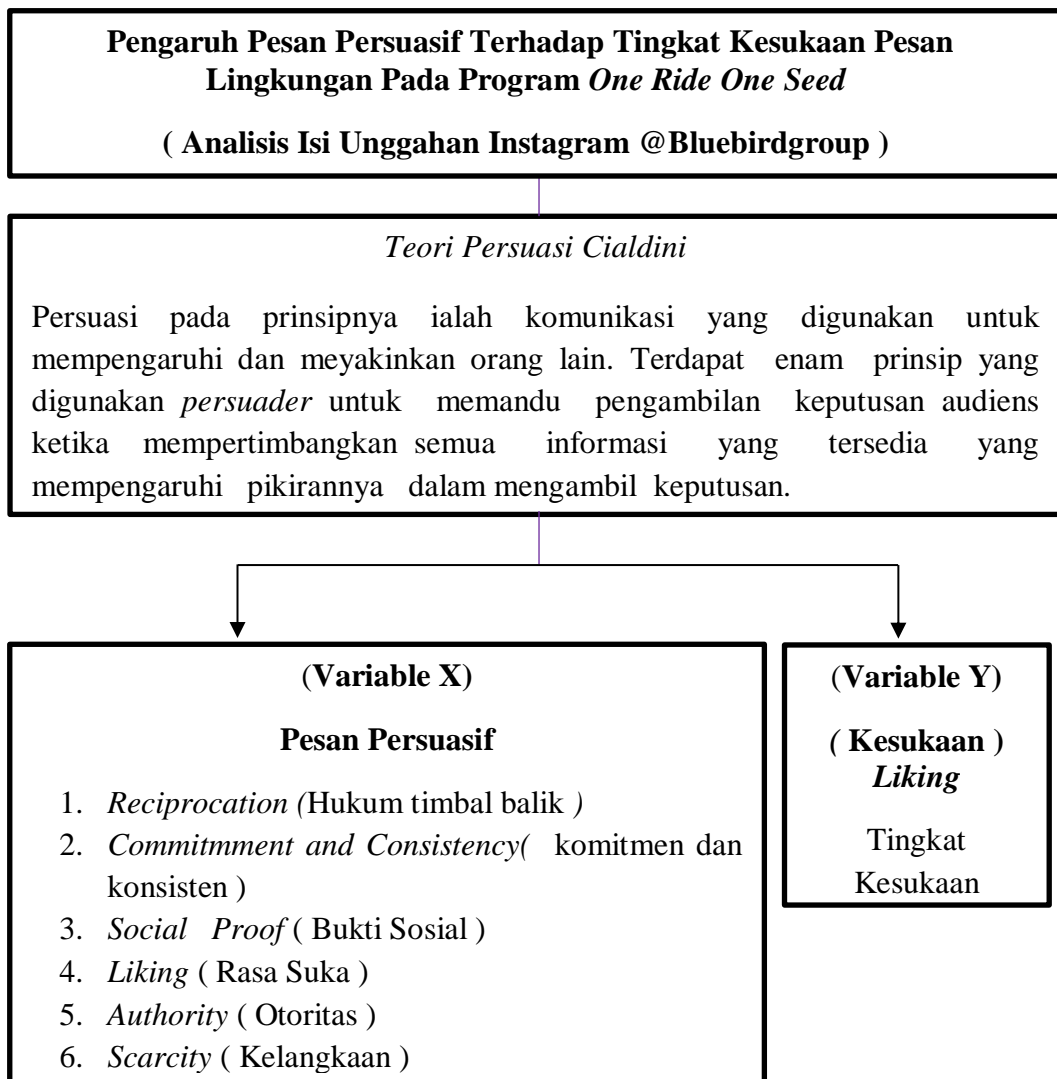 Pengaruh Pesan Persuasif Terhadap Tingkat Kesukaan Pesan
Lingkungan Pada Program One Ride One Seed
( Analisis Isi Unggahan Instagram @Bluebirdgroup )
Teori Persuasi Cialdini
Persuasi pada prinsipnya ialah komunikasi yang digunakan untuk
mempengaruhi dan meyakinkan orang lain. Terdapat enam prinsip yang
digunakan persuader untuk memandu pengambilan keputusan audiens
ketika mempertimbangkan semua informasi yang tersedia yang
mempengaruhi pikirannya dalam mengambil keputusan.
(Variable X)
Pesan Persuasif
1. Reciprocation (Hukum timbal balik )
2. Commitmment and Consistency( komitmen dan
konsisten )
3. Social Proof ( Bukti Sosial )
4. Liking ( Rasa Suka )
5. Authority ( Otoritas )
6. Scarcity ( Kelangkaan )
(Variable Y)
( Kesukaan )
Liking
Tingkat
Kesukaan